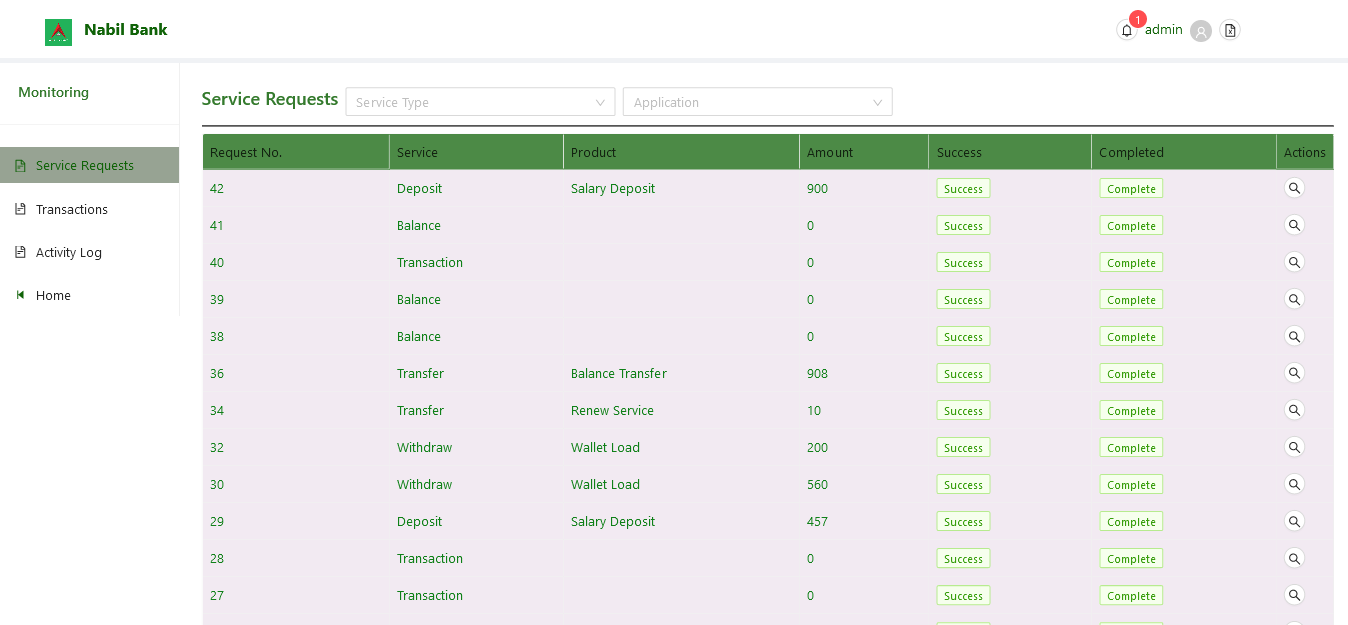 Nabil Bank
1
admin
Monitoring
Service Requests
Transactions
Activity Log
Home
Service Requests Service Type Application
Request No. Service Product Amount Success Completed Actions
42 Deposit Salary Deposit 900 Success Complete
41 Balance 0 Success Complete
40 Transaction 0 Success Complete
39 Balance 0 Success Complete
38 Balance 0 Success Complete
36 Transfer Balance Transfer 908 Success Complete
34 Transfer Renew Service 10 Success Complete
32 Withdraw Wallet Load 200 Success Complete
30 Withdraw Wallet Load 560 Success Complete
29 Deposit Salary Deposit 457 Success Complete
28 Transaction 0 Success Complete
27 Transaction 0 Success Complete